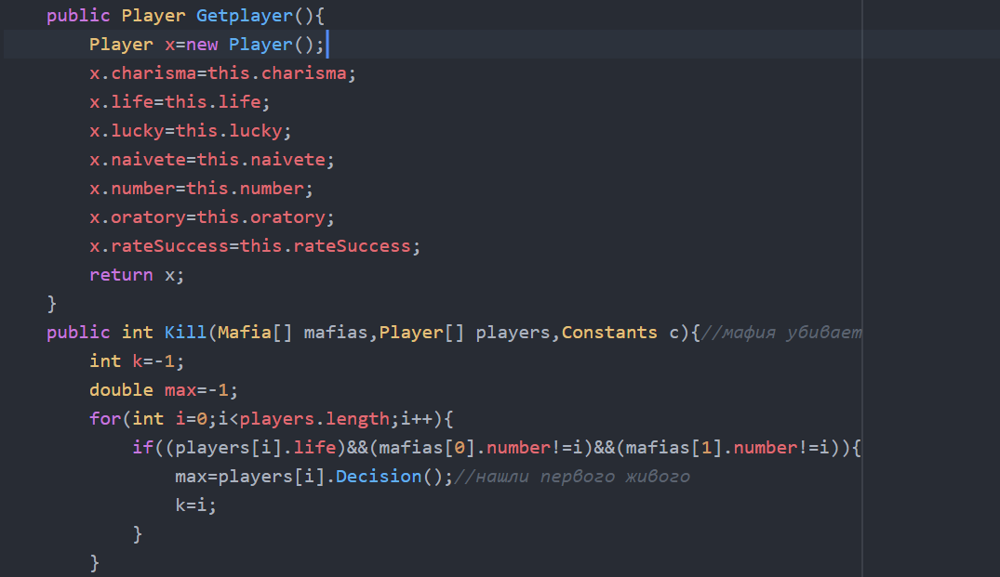 public Player Getplayer(){
Player x=new Player();
x.charisma=this.charisma;
x.life=this.life;
x.lucky=this.lucky;
x.naivete=this.naivete;
x.number=this.number;
x.oratory=this.oratory;
x.rateSuccess=this.rateSuccess;
return x;
}
public int Kill(Mafia[] mafias,Player[] players,Constants c){//мафия убивает
int k=-1;
double max=-1;
for(int i=0;i<players.length;i++){
if((players[i].life)&&(mafias[0].number!=i)&&(mafias[1].number!=i)){
max=players[i].Decision();//нашли первого живого
k=i;
}
}